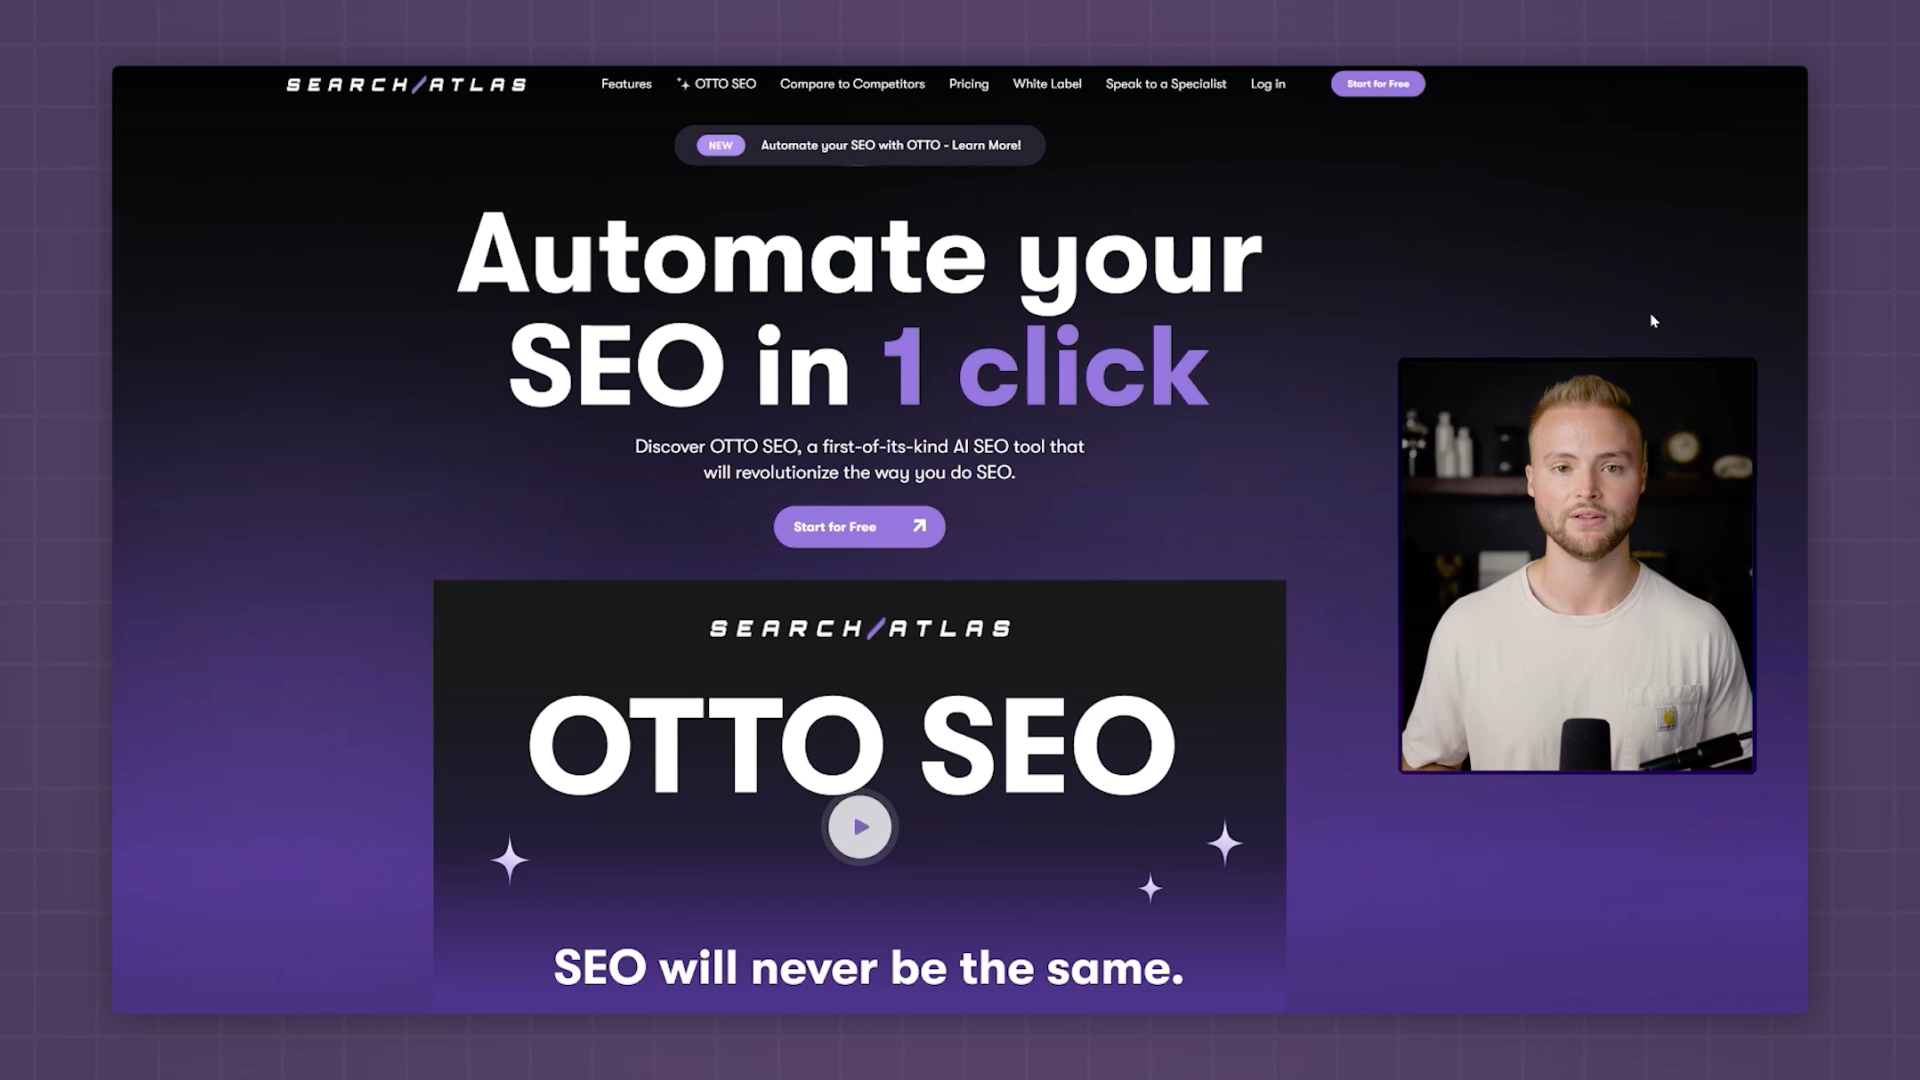 SEARCH/ATLAS
Features
OTTO SEO
Compare to Competitors
Pricing
White Label
Speak to a Specialist
Log In
Start for Free
NEW
Automate your SEO with OTTO - Learn More!
Automate your
SEO in 1 click
Discover OTTO SEO, a first-of-its-kind AI SEO tool that
will revolutionize the way you do SEO.
Start for Free
SEARCH/ATLAS
OTTO SEO
SEO will never be the same.